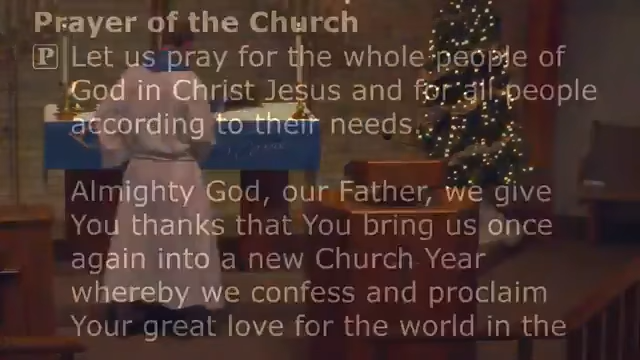 Prayer of the Church
P Let us pray for the whole people of
God in Christ Jesus and for all people
according to their needs.
Almighty God, our Father, we give
You thanks that You bring us once
again into a new Church Year
whereby we confess and proclaim
Your great love for the world in the